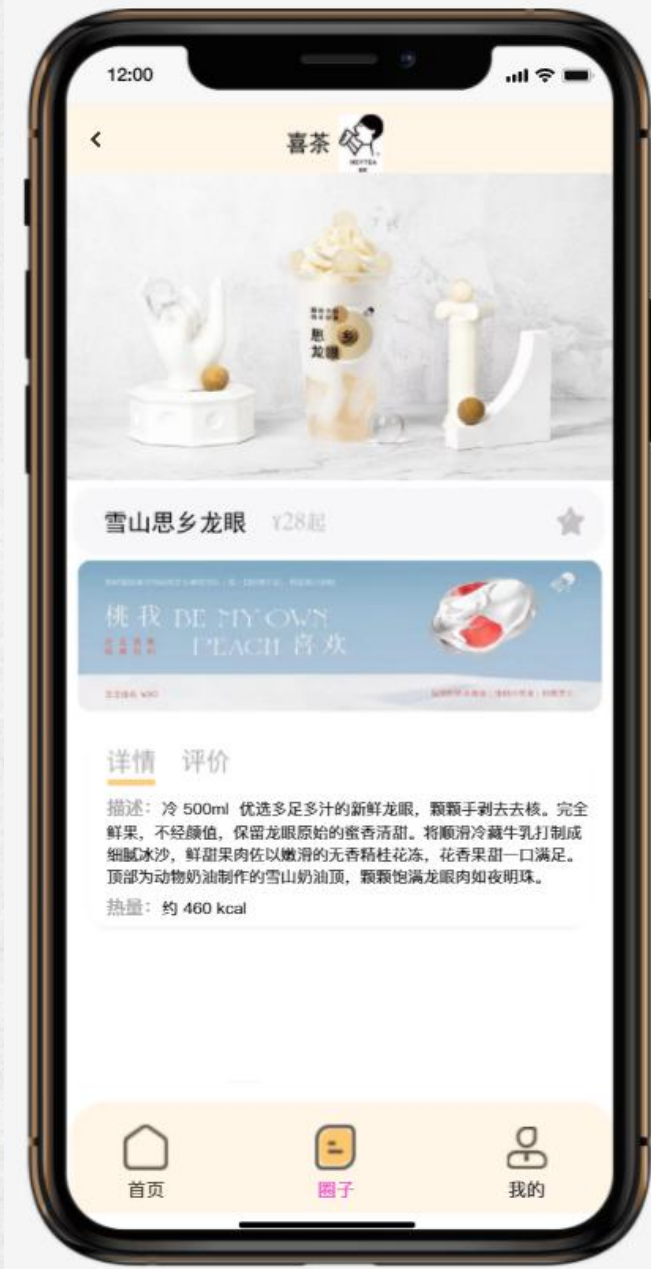 12:00
喜茶
HEYTEA
思乡
龙眼
雪山思乡龙眼 ¥28起
桃我 BE MY OWN
PEACH 喜欢
详情 评价
描述：冷 500ml 优选多足多汁的新鲜龙眼，颗颗手剥去去核。完全
鲜果，不经颜值，保留龙眼原始的蜜香清甜。将顺滑冷藏牛乳打制成
细腻冰沙，鲜甜果肉佐以嫩滑的无香精桂花冻，花香果甜一口满足。
顶部为动物奶油制作的雪山奶油顶，颗颗饱满龙眼肉如夜明珠。
热量：约 460 kcal
首页 圈子 我的